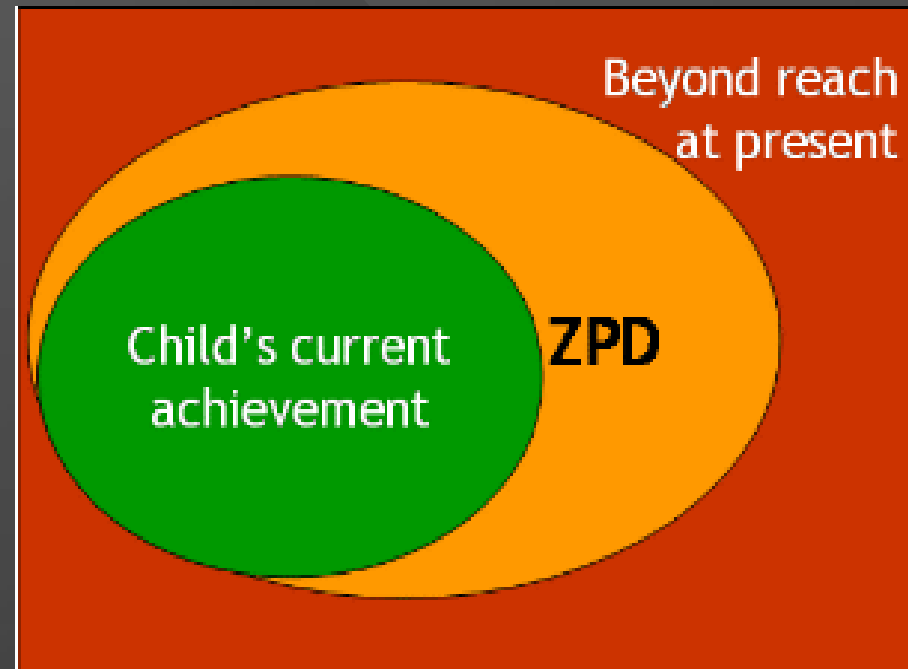 Beyond reach
at present
Child’s current
achievement
ZPD